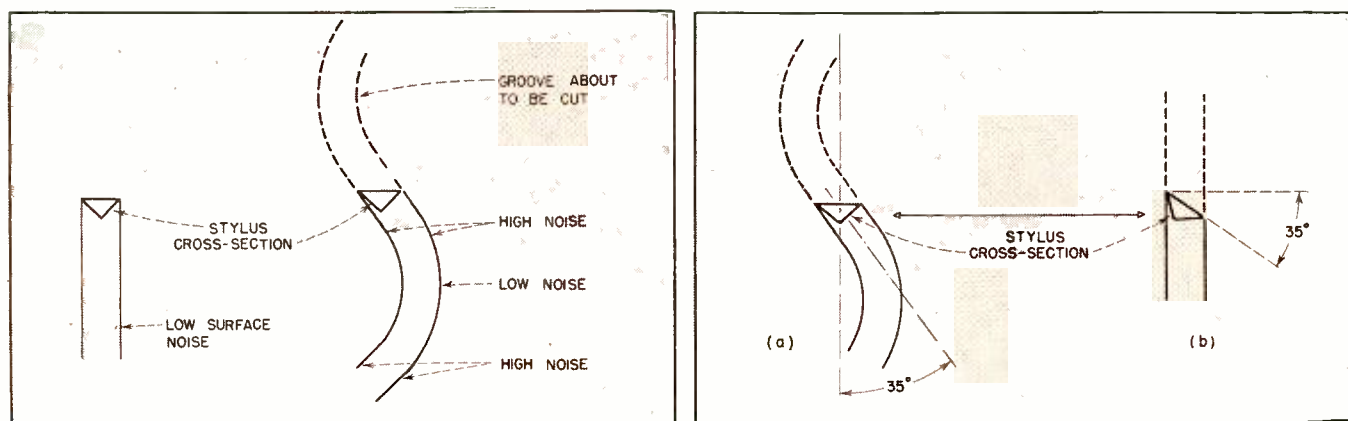 GROOVE ABOUT
TO BE CUT
STYLUS
CROSS-SECTION
HIGH NOISE
LOW NOISE
LOW SURFACE
NOISE
HIGH NOISE
STYLUS
CROSS-SECTION
35°
(a)
(b)
35°